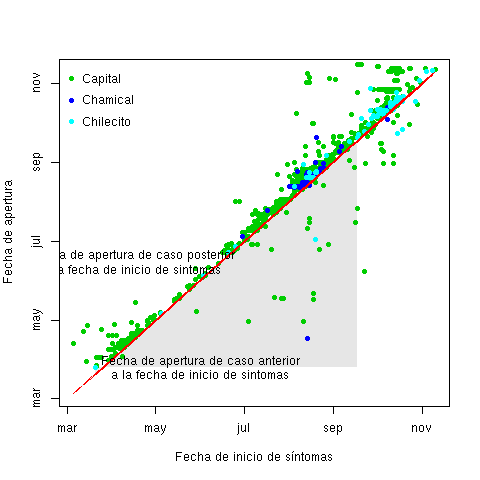 Capital
Chamical
Chilecito
a de apertura de caso posterior
a fecha de inicio de sintomas
Fecha de apertura de caso anterior
a la fecha de inicio de sintomas
mar
may
jul
sep
nov
Fecha de apertura
mar
may
jul
sep
nov
Fecha de inicio de síntomas